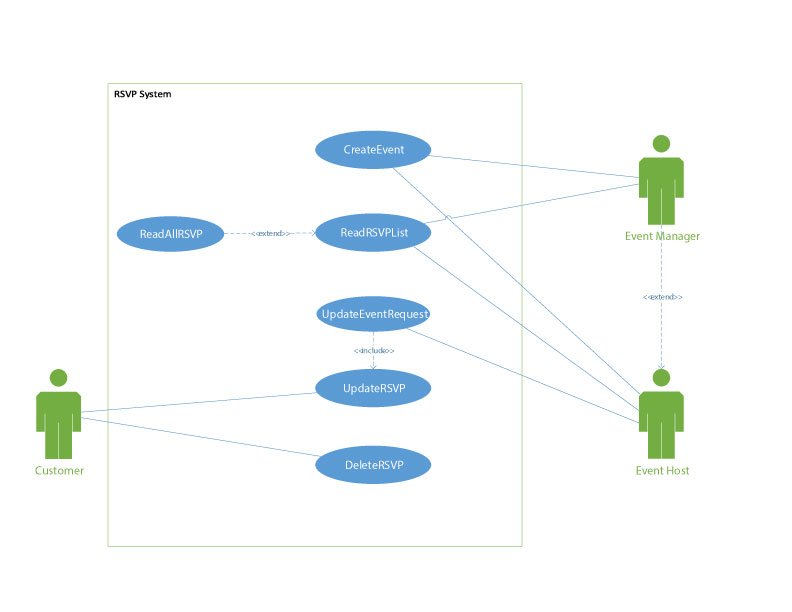 RSVP System
CreateEvent
ReadAllRSVP
<<extend>>
ReadRSVPList
Event Manager
<<extend>>
UpdateEventRequest
<<include>>
UpdateRSVP
Customer
DeleteRSVP
Event Host